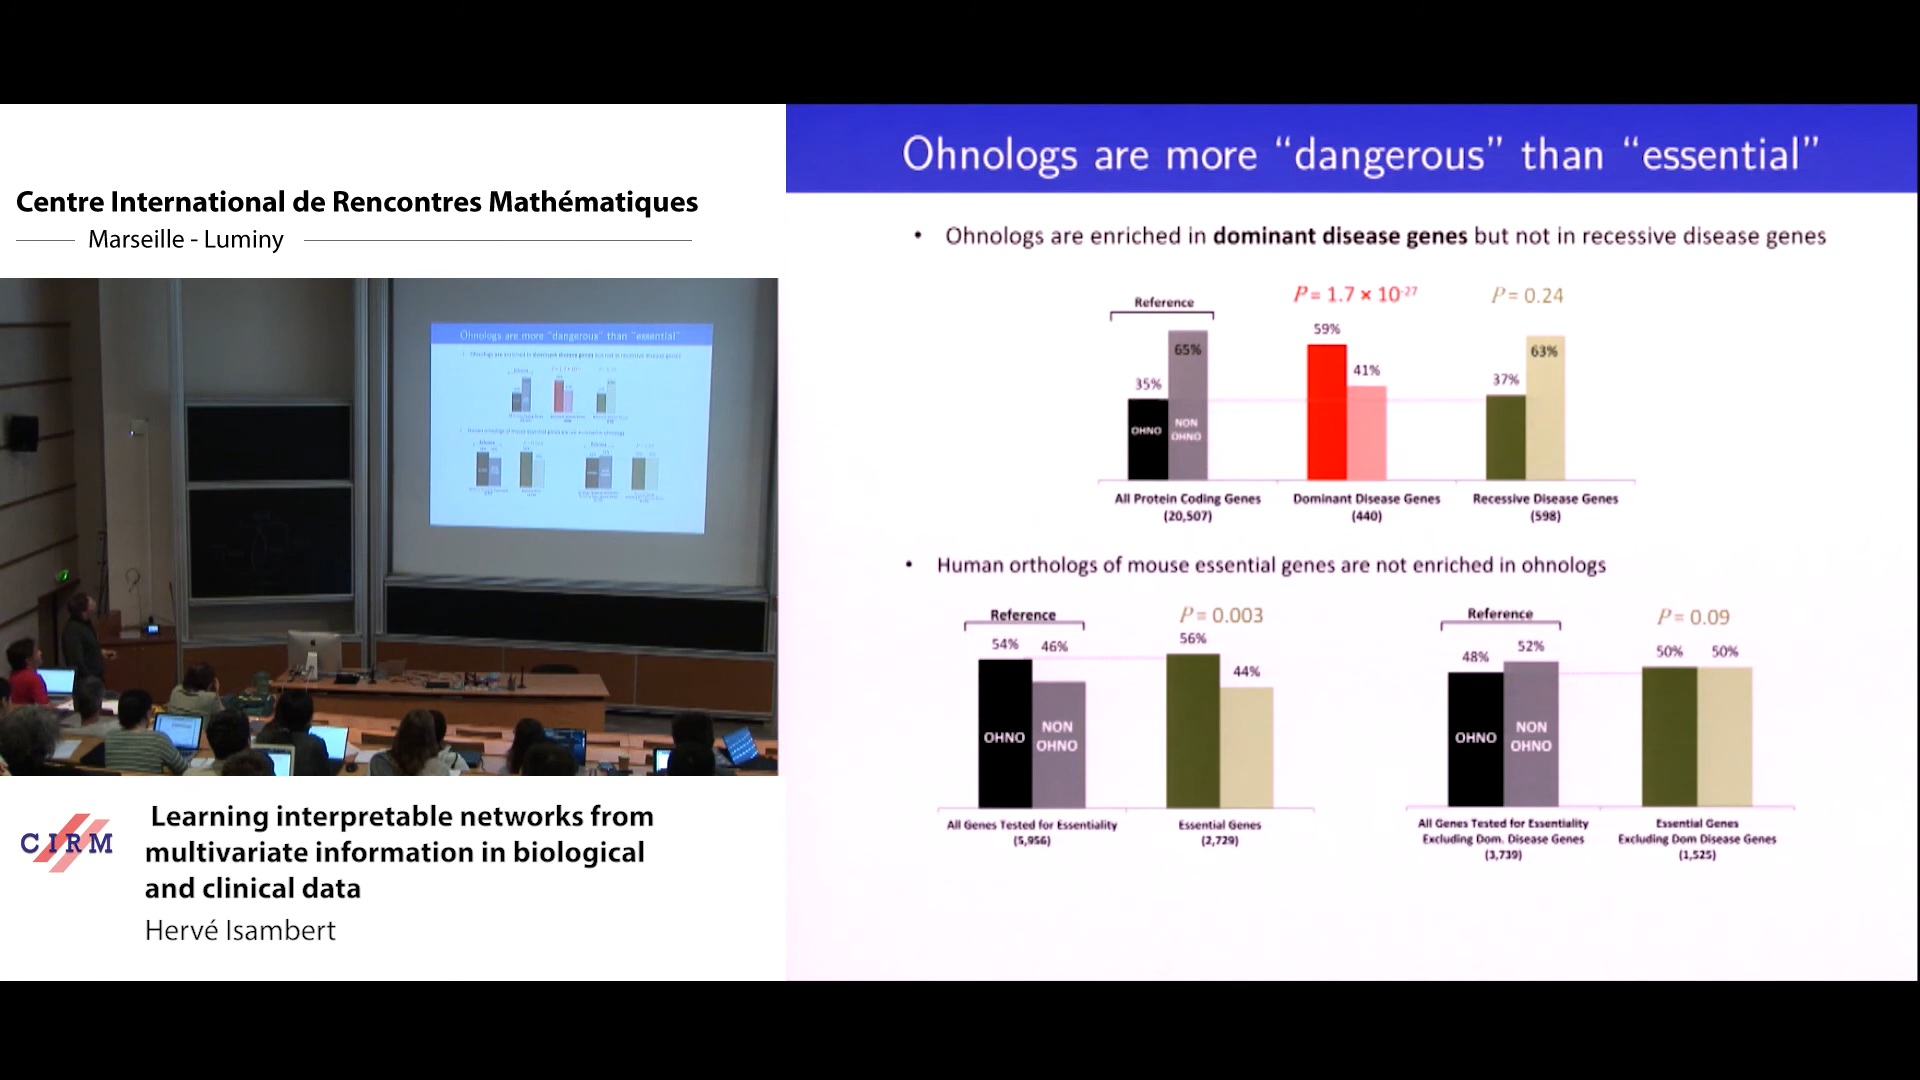 Centre International de Rencontres Mathématiques
Marseille - Luminy
Ohnologs are more “dangerous” than “essential”
CIRM
Learning interpretable networks from
multivariate information in biological
and clinical data
Hervé Isambert
Ohnologs are more “dangerous” than “essential”
• Ohnologs are enriched in dominant disease genes but not in recessive disease genes
Reference
P = 1.7 × 10-27
P = 0.24
35%
65%
59%
41%
37%
63%
OHNO
NON
OHNO
All Protein Coding Genes
(20,507)
Dominant Disease Genes
(440)
Recessive Disease Genes
(598)
• Human orthologs of mouse essential genes are not enriched in ohnologs
Reference
P = 0.003
54%
46%
56%
44%
OHNO
NON
OHNO
All Genes Tested for Essentiality
(5,956)
Essential Genes
(2,729)
Reference
P = 0.09
48%
52%
50%
50%
OHNO
NON
OHNO
All Genes Tested for Essentiality
Excluding Dom. Disease Genes
(3,739)
Essential Genes
Excluding Dom Disease Genes
(1,525)